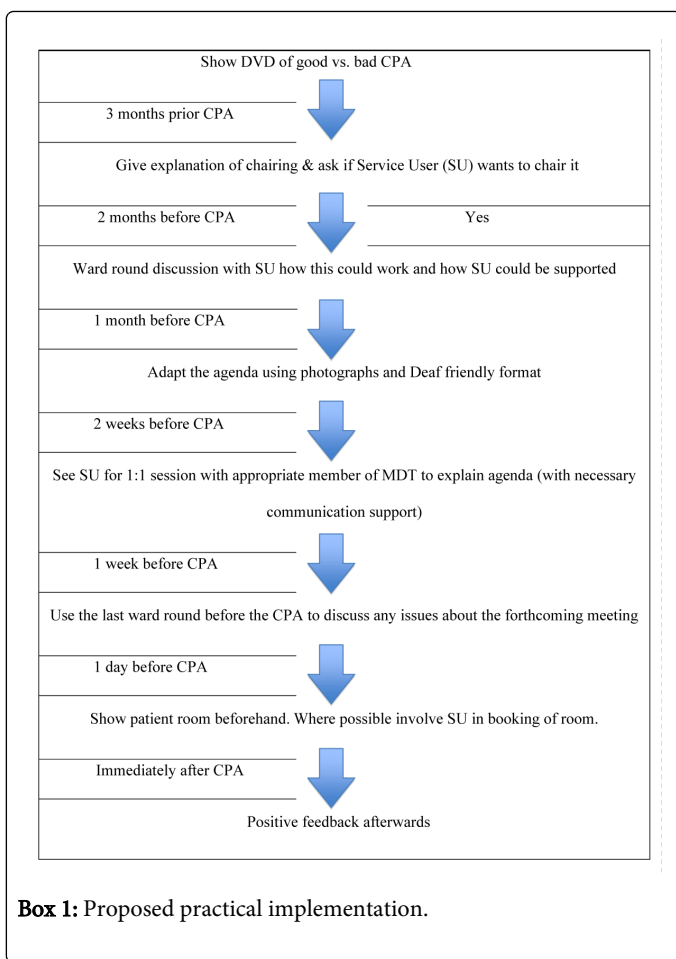 Show DVD of good vs. bad CPA
3 months prior CPA
Give explanation of chairing & ask if Service User (SU) wants to chair it
2 months before CPA
Yes
Ward round discussion with SU how this could work and how SU could be supported
1 month before CPA
Adapt the agenda using photographs and Deaf friendly format
2 weeks before CPA
See SU for 1:1 session with appropriate member of MDT to explain agenda (with necessary
communication support)
1 week before CPA
Use the last ward round before the CPA to discuss any issues about the forthcoming meeting
1 day before CPA
Show patient room beforehand. Where possible involve SU in booking of room.
Immediately after CPA
Positive feedback afterwards
Box 1: Proposed practical implementation.